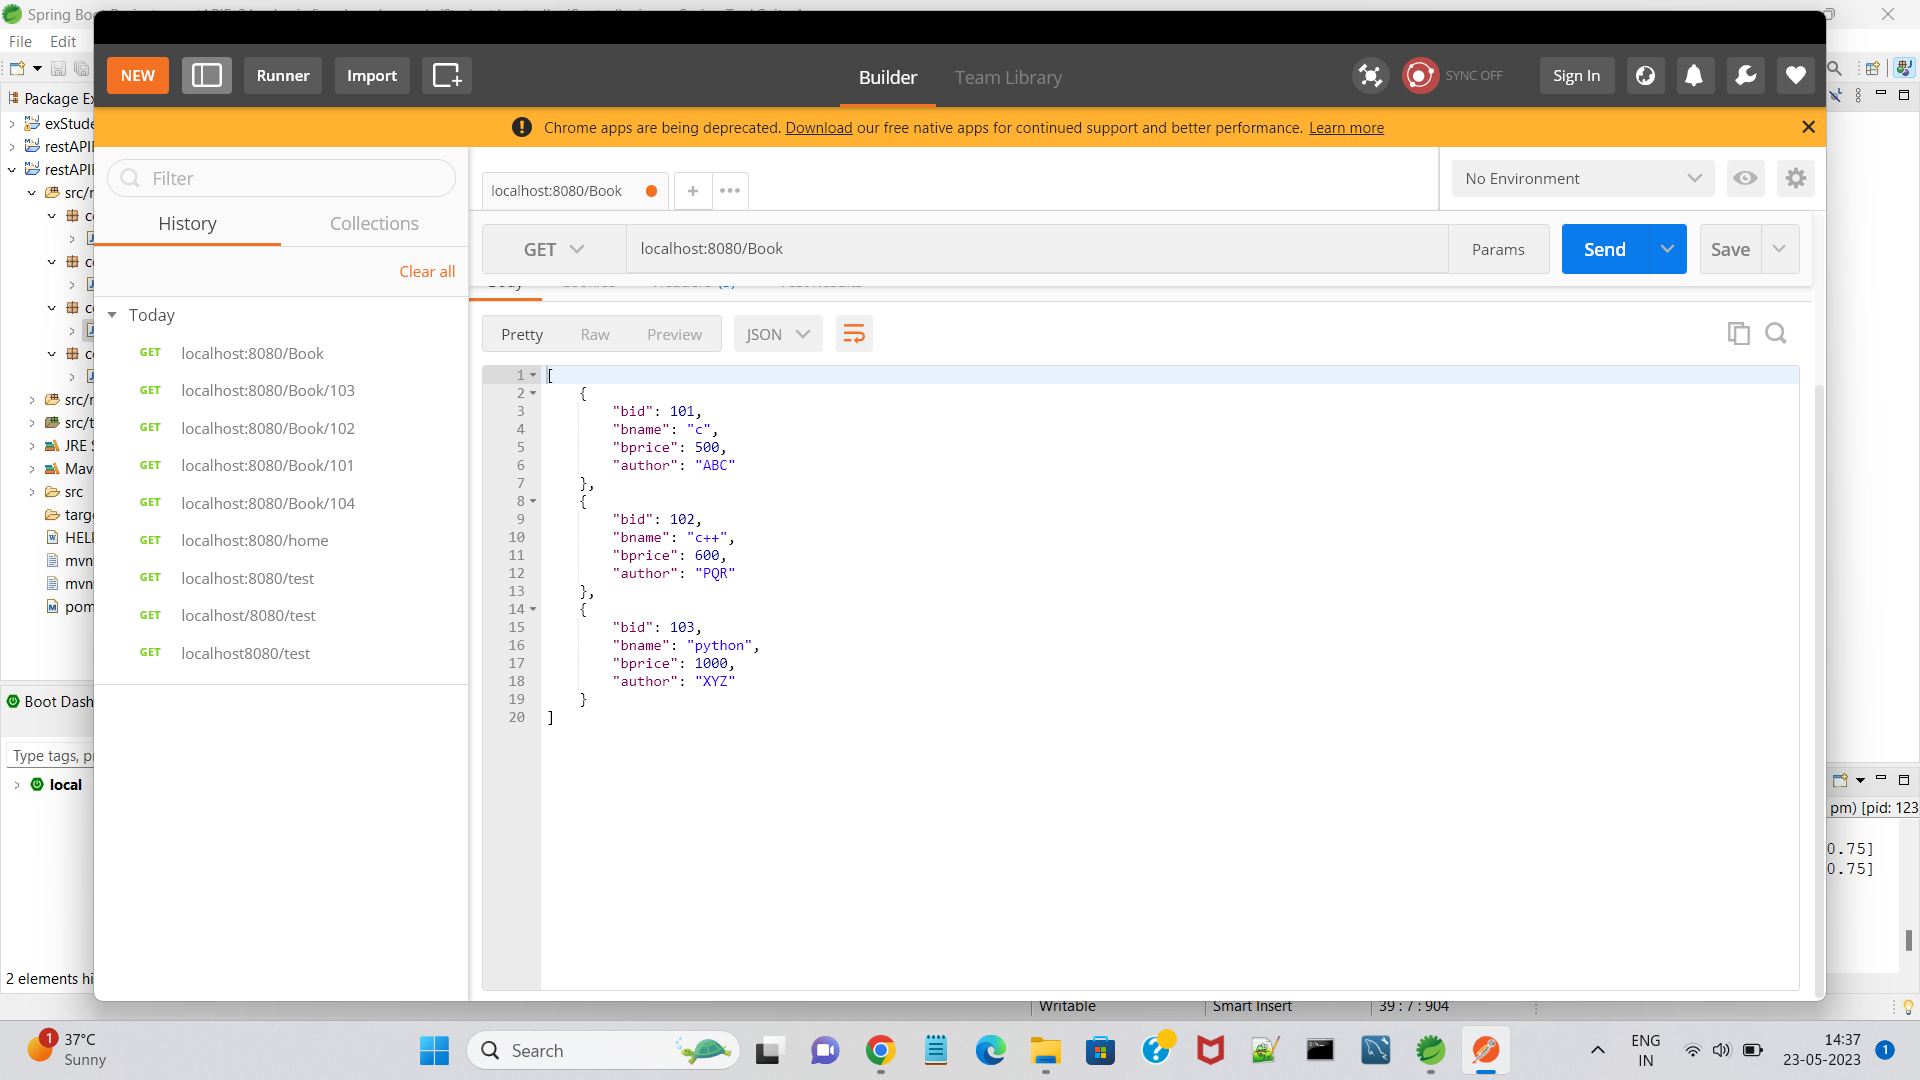 File Edit
NEW Runner Import Builder Team Library SYNC OFF Sign In
Package Ex
Chrome apps are being deprecated. Download our free native apps for continued support and better performance. Learn more
exStude
restAPII
restAPII
src/r
Filter
History Collections
Clear all
Today
GET localhost:8080/Book
GET localhost:8080/Book/103
GET localhost:8080/Book/102
GET localhost:8080/Book/101
GET localhost:8080/Book/104
GET localhost:8080/home
GET localhost:8080/test
GET localhost/8080/test
GET localhost8080/test
src/t
JRE S
Mav
src
targ
HELI
mvn
mvn
pom
Boot Dash
Type tags, p
local
2 elements hi
localhost:8080/Book
No Environment
GET localhost:8080/Book Params Send Save
Pretty Raw Preview JSON
1 [
2 {
3 "bid": 101,
4 "bname": "c",
5 "bprice": 500,
6 "author": "ABC"
7 },
8 {
9 "bid": 102,
10 "bname": "c++",
11 "bprice": 600,
12 "author": "PQR"
13 },
14 {
15 "bid": 103,
16 "bname": "python",
17 "bprice": 1000,
18 "author": "XYZ"
19 }
20 ]
pm) [pid: 123
0.75]
0.75]
Writable Smart Insert 39 : 7 : 904
1 37°C
Sunny
Search
ENG
IN
14:37
23-05-2023
1